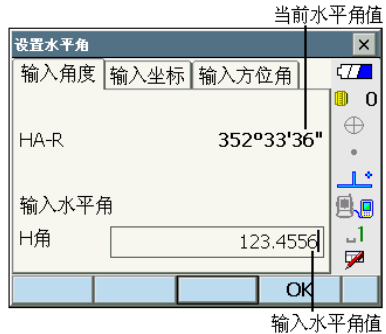 当前水平角值
设置水平角
输入角度 输入坐标 输入方位角
0
HA-R 352º33'36"
输入水平角
H角 123.4556
1
OK
输入水平角值